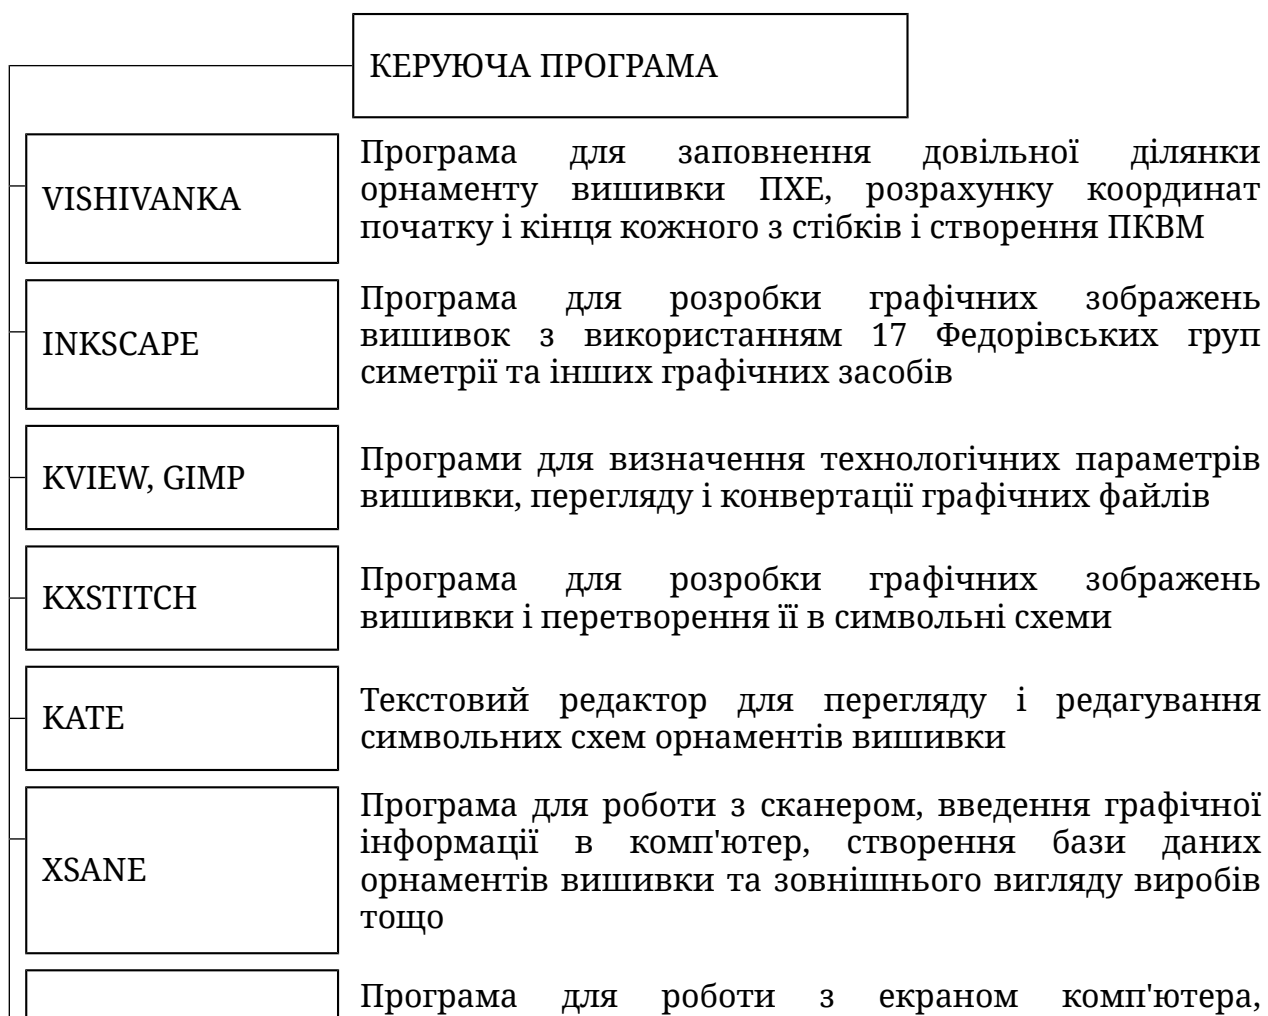 КЕРУЮЧА ПРОГРАМА
VISHIVANKA
Програма для заповнення довільної ділянки
орнаменту вишивки ПХЕ, розрахунку координат
початку і кінця кожного з стібків і створення ПКВМ
INKSCAPE
Програма для розробки графічних зображень
вишивок з використанням 17 Федорівських груп
симетрії та інших графічних засобів
KVIEW, GIMP
Програми для визначення технологічних параметрів
вишивки, перегляду і конвертації графічних файлів
KXSTITCH
Програма для розробки графічних зображень
вишивки і перетворення її в символьні схеми
KATE
Текстовий редактор для перегляду і редагування
символьних схем орнаментів вишивки
XSANE
Програма для роботи з сканером, введення графічної
інформації в комп'ютер, створення бази даних
орнаментів вишивки та зовнішнього вигляду виробів
тощо
Програма для роботи з екраном комп'ютера,